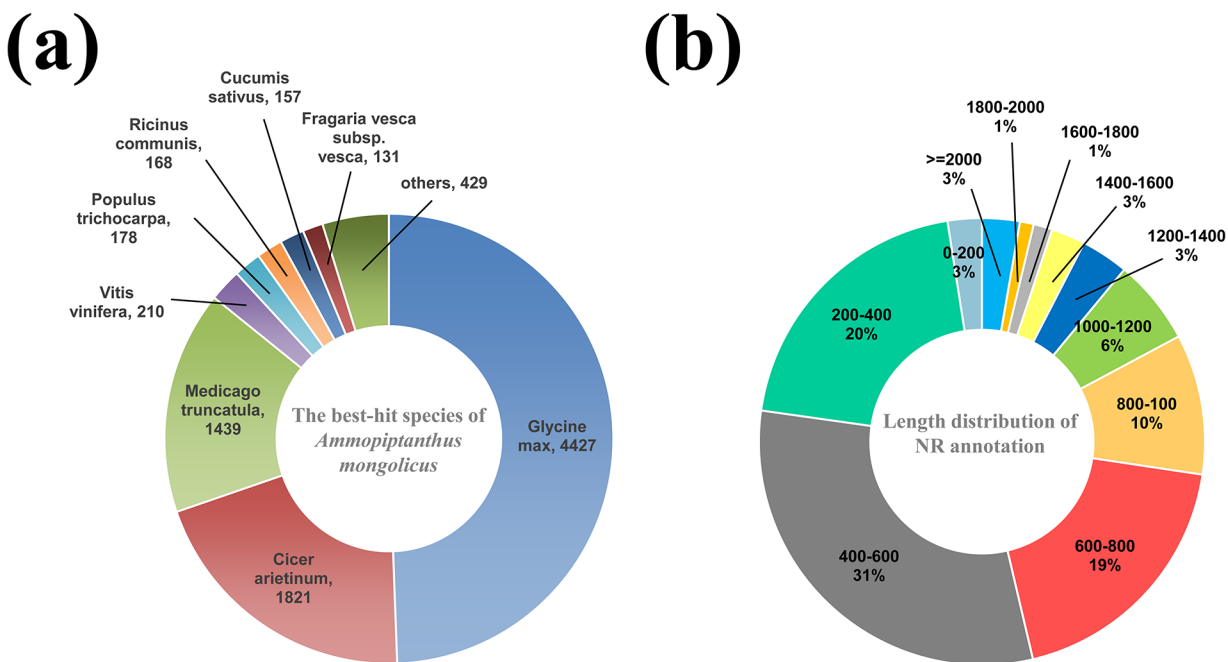 (a)
Cucumis
sativus, 157
Ricinus
communis,
168
Fragaria vesca
subsp.
vesca, 131
Populus
trichocarpa,
178
others, 429
Vitis
vinifera, 210
Medicago
truncatula,
1439
The best-hit species of
Ammopiptanthus
mongolicus
Glycine
max, 4427
Cicer
arietinum,
1821
(b)
1800-2000
1%
1600-1800
1%
>=2000
3%
1400-1600
3%
1200-1400
3%
0-200
3%
200-400
20%
1000-1200
6%
800-100
10%
Length distribution of
NR annotation
400-600
31%
600-800
19%